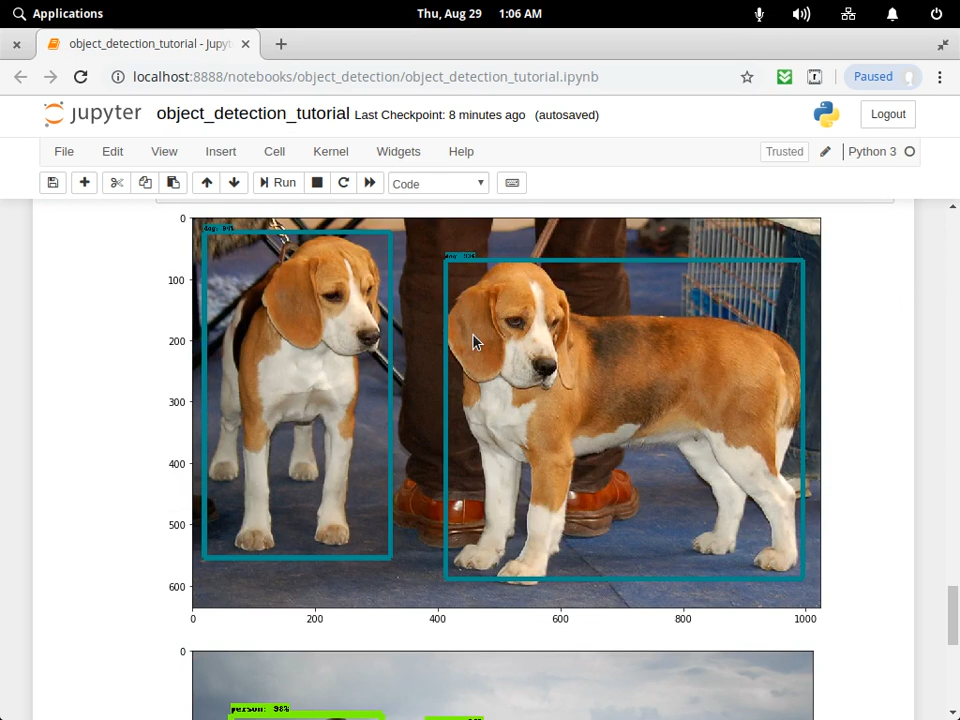 Applications
Thu, Aug 29 1:06 AM
object_detection_tutorial - Jupyt
localhost:8888/notebooks/object_detection/object_detection_tutorial.ipynb
Paused
jupyter object_detection_tutorial Last Checkpoint: 8 minutes ago (autosaved)
Logout
File Edit View Insert Cell Kernel Widgets Help
Trusted
Python 3
Run
Code
0
100
200
300
400
500
600
0 200 400 600 800 1000
dog: 94%
0
person: 98%